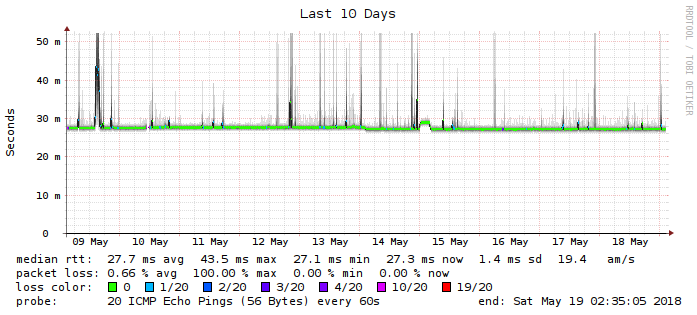 Last 10 Days
RRDTOOL / TOBI OETIKER
Seconds
50 m
40 m
30 m
20 m
10 m
0
09 May 10 May 11 May 12 May 13 May 14 May 15 May 16 May 17 May 18 May
median rtt: 27.7 ms avg 43.5 ms max 27.1 ms min 27.3 ms now 1.4 ms sd 19.4 am/s
packet loss: 0.66 % avg 100.00 % max 0.00 % min 0.00 % now
loss color: 0 1/20 2/20 3/20 4/20 10/20 19/20
probe: 20 ICMP Echo Pings (56 Bytes) every 60s end: Sat May 19 02:35:05 2018